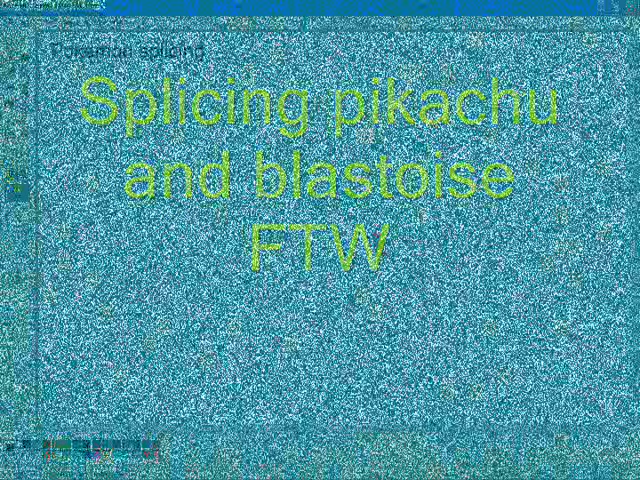 Pokemon splicing
Splicing pikachu
and blastoise
FTW